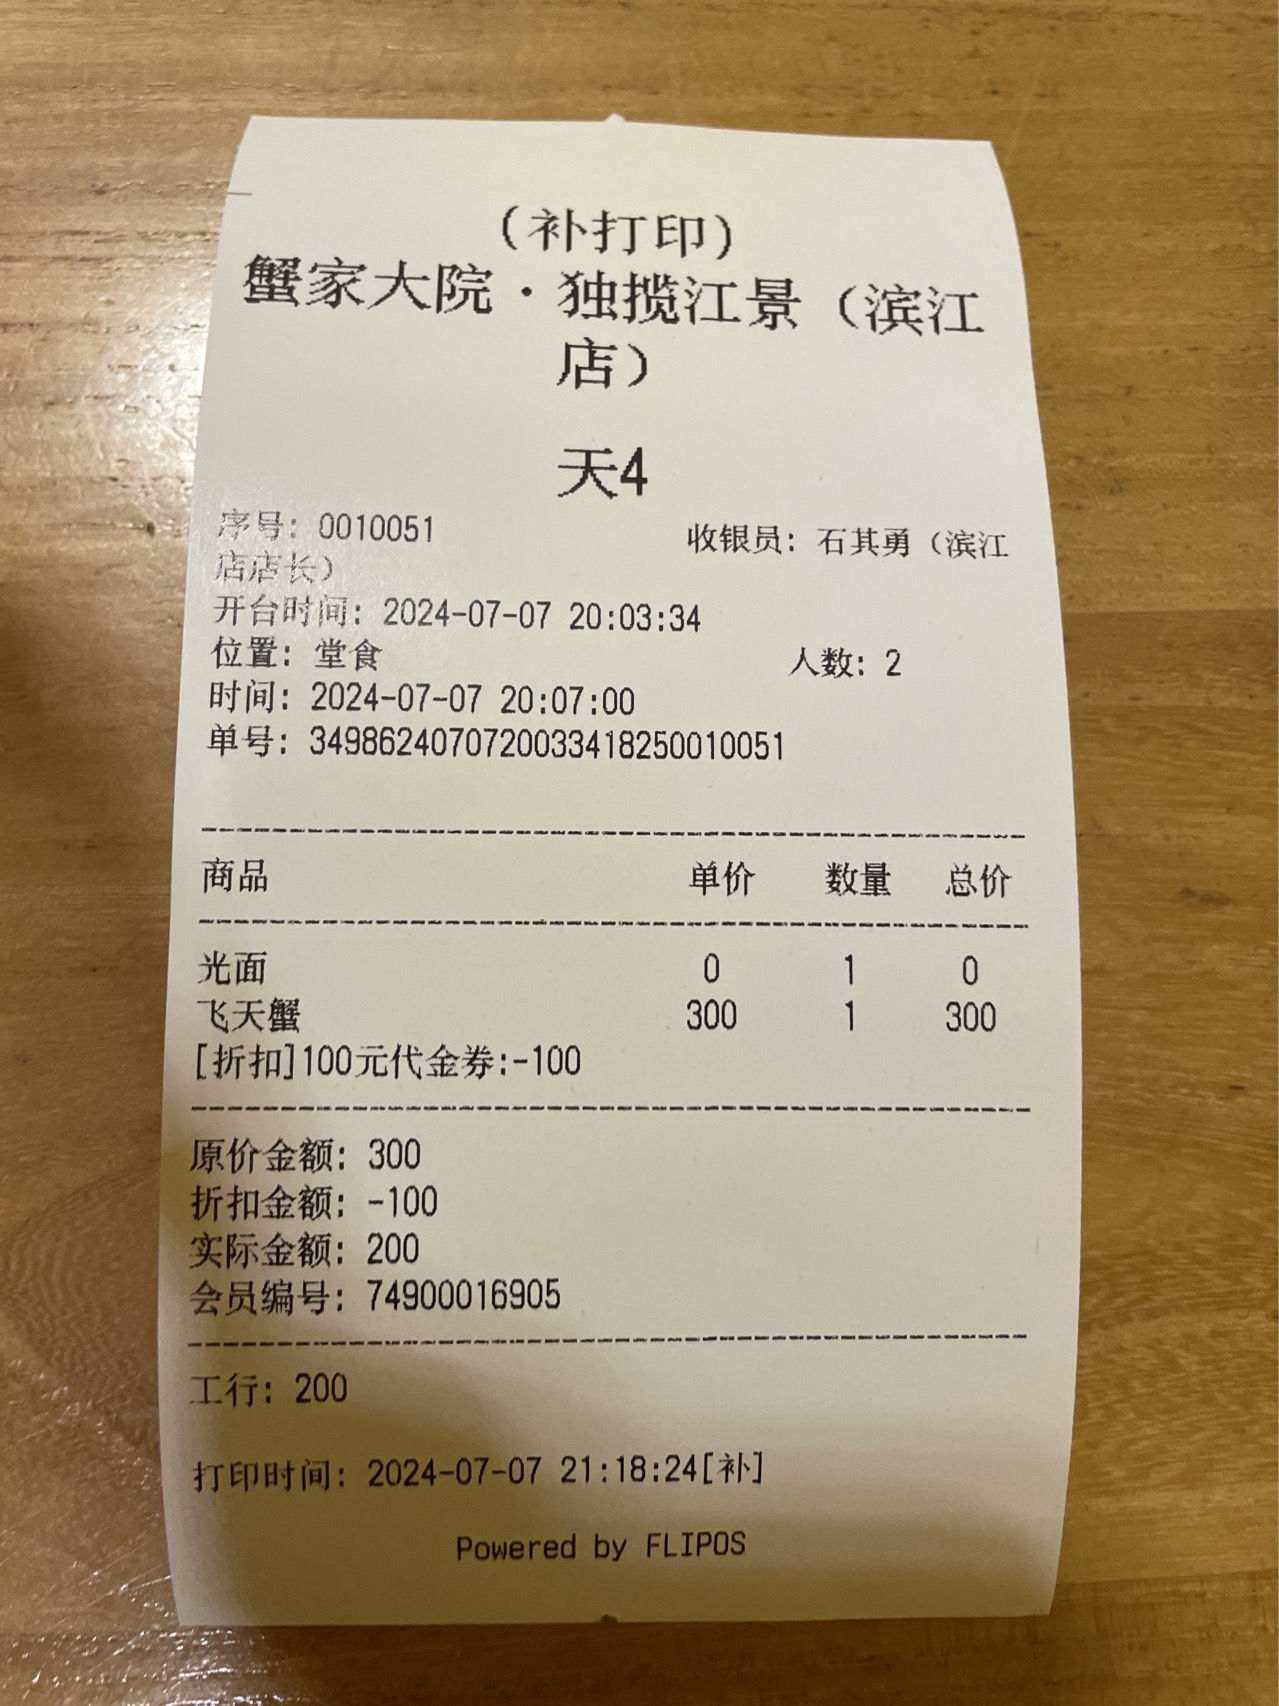 (补打印)
蟹家大院·独揽江景（滨江
店）
天4
序号: 0010051 收银员: 石其勇（滨江
店店长）
开台时间: 2024-07-07 20:03:34
位置: 堂食 人数: 2
时间: 2024-07-07 20:07:00
单号: 3498624070720033418250010051
商品 单价 数量 总价
光面 0 1 0
飞天蟹 300 1 300
[折扣]100元代金券:-100
原价金额: 300
折扣金额: -100
实际金额: 200
会员编号: 74900016905
工行: 200
打印时间: 2024-07-07 21:18:24[补]
Powered by FLIPOS